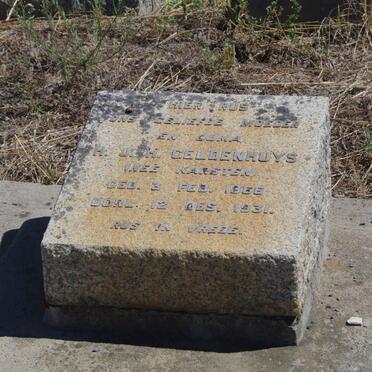 HIER RUS
ONS GELIEFDE MOEDER
EN OUMA
H. J. H. GELDENHUYS
(NEE KARSTEN)
GEB. 3 FEB. 1866
OORL. 12 DES. 1931.
RUS IN VREDE.